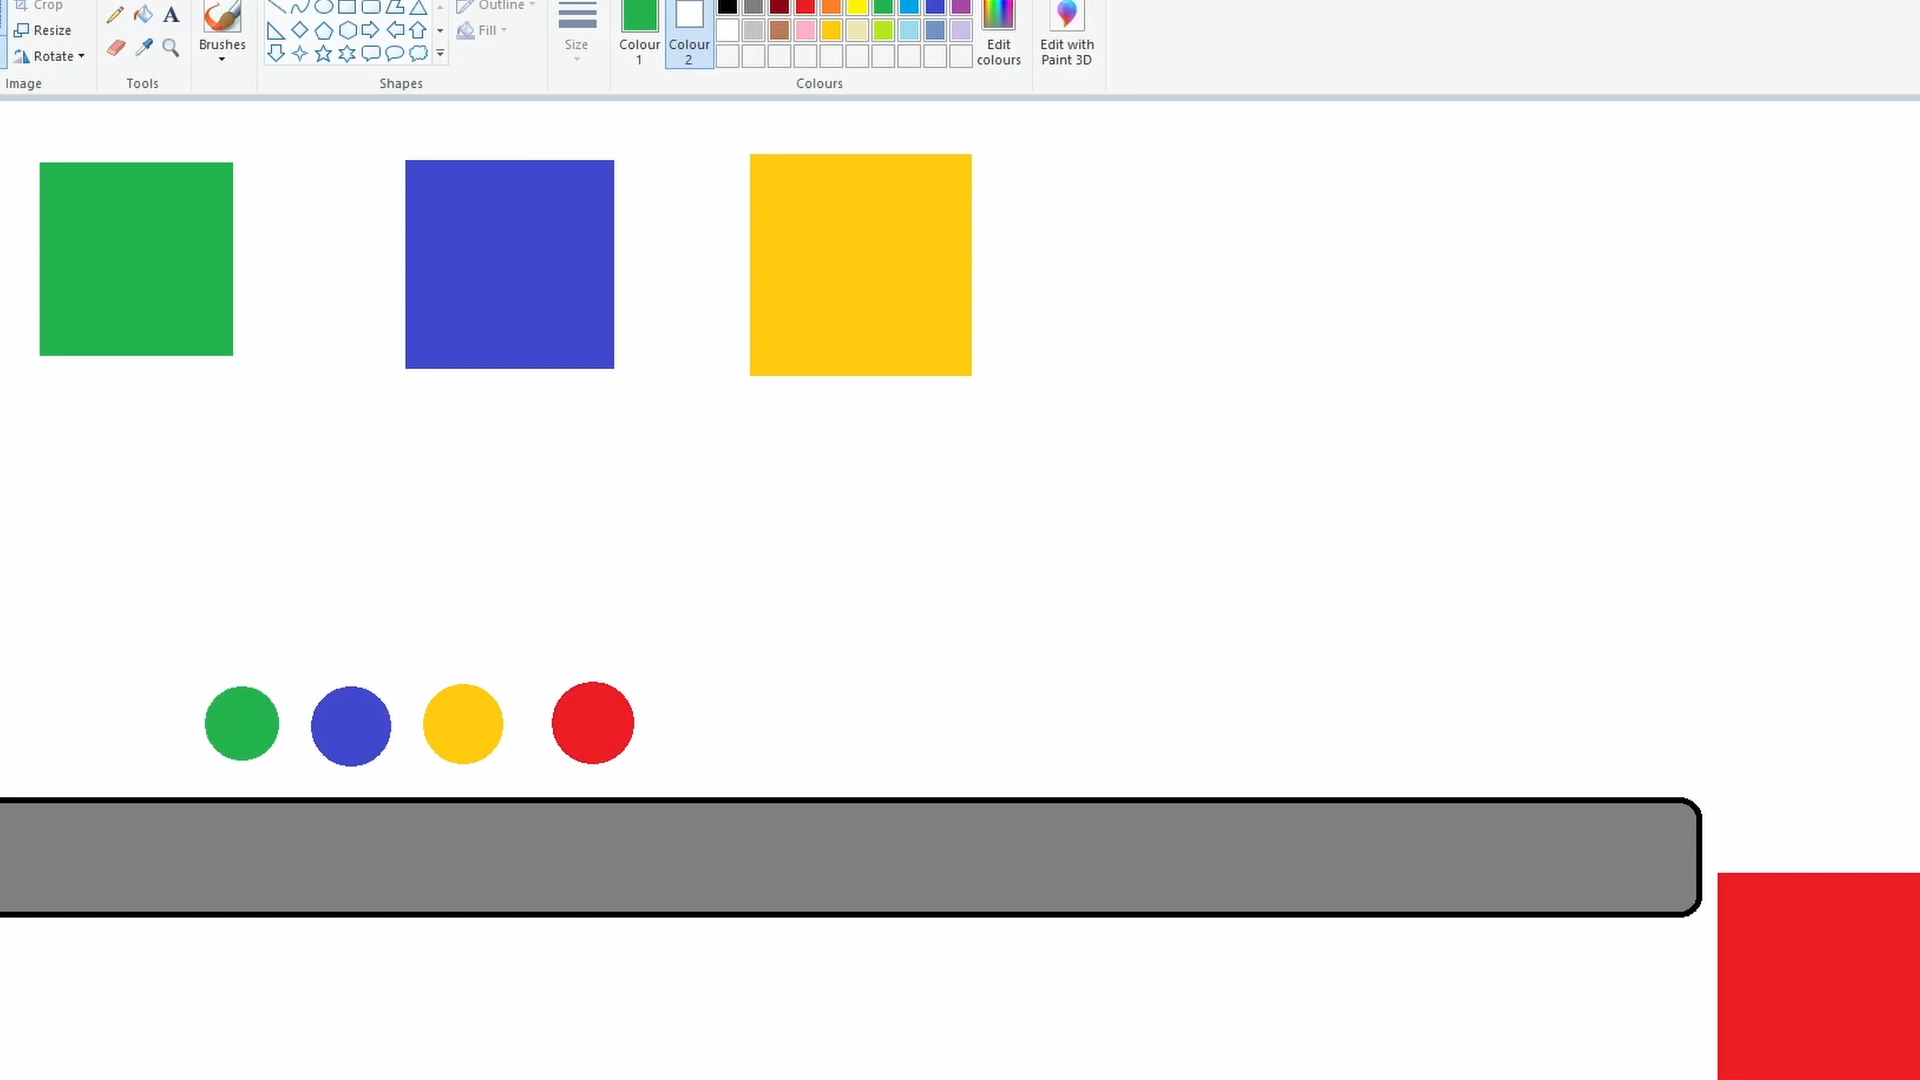 Crop
Resize
Rotate
Image
Tools
Brushes
Shapes
Outline
Fill
Size
Colour 1
Colour 2
Colours
Edit colours
Edit with Paint 3D